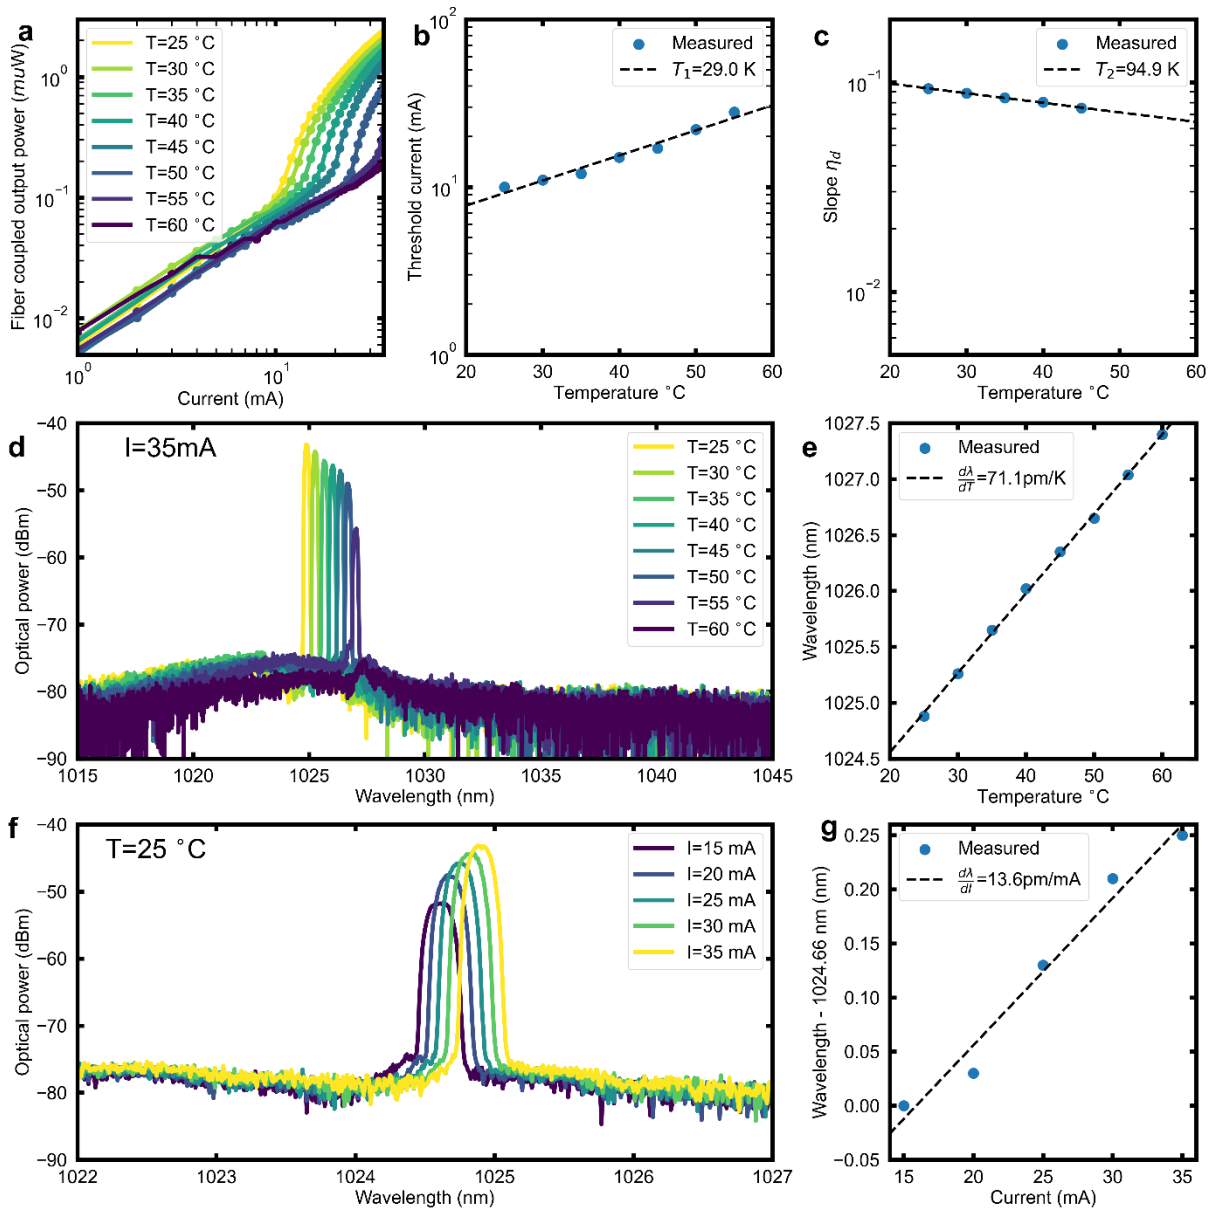 a
Fiber coupled output power (muW)
10^0
10^-1
10^-2
T=25 °C
T=30 °C
T=35 °C
T=40 °C
T=45 °C
T=50 °C
T=55 °C
T=60 °C
10^0
10^1
Current (mA)
b
Threshold current (mA)
10^2
10^1
10^0
Measured
T_1=29.0 K
20
30
40
50
60
Temperature °C
c
Slope η_d
10^-1
10^-2
Measured
T_2=94.9 K
20
30
40
50
60
Temperature °C
d
I=35mA
Optical power (dBm)
−40
−50
−60
−70
−80
−90
T=25 °C
T=30 °C
T=35 °C
T=40 °C
T=45 °C
T=50 °C
T=55 °C
T=60 °C
1015
1020
1025
1030
1035
1040
1045
Wavelength (nm)
e
Wavelength (nm)
1027.5
1027.0
1026.5
1026.0
1025.5
1025.0
1024.5
Measured
dλ/dT=71.1pm/K
20
30
40
50
60
Temperature °C
f
T=25 °C
Optical power (dBm)
−40
−50
−60
−70
−80
−90
I=15 mA
I=20 mA
I=25 mA
I=30 mA
I=35 mA
1022
1023
1024
1025
1026
1027
Wavelength (nm)
g
Wavelength - 1024.66 nm (nm)
0.25
0.20
0.15
0.10
0.05
0.00
−0.05
Measured
dλ/dI=13.6pm/mA
15
20
25
30
35
Current (mA)